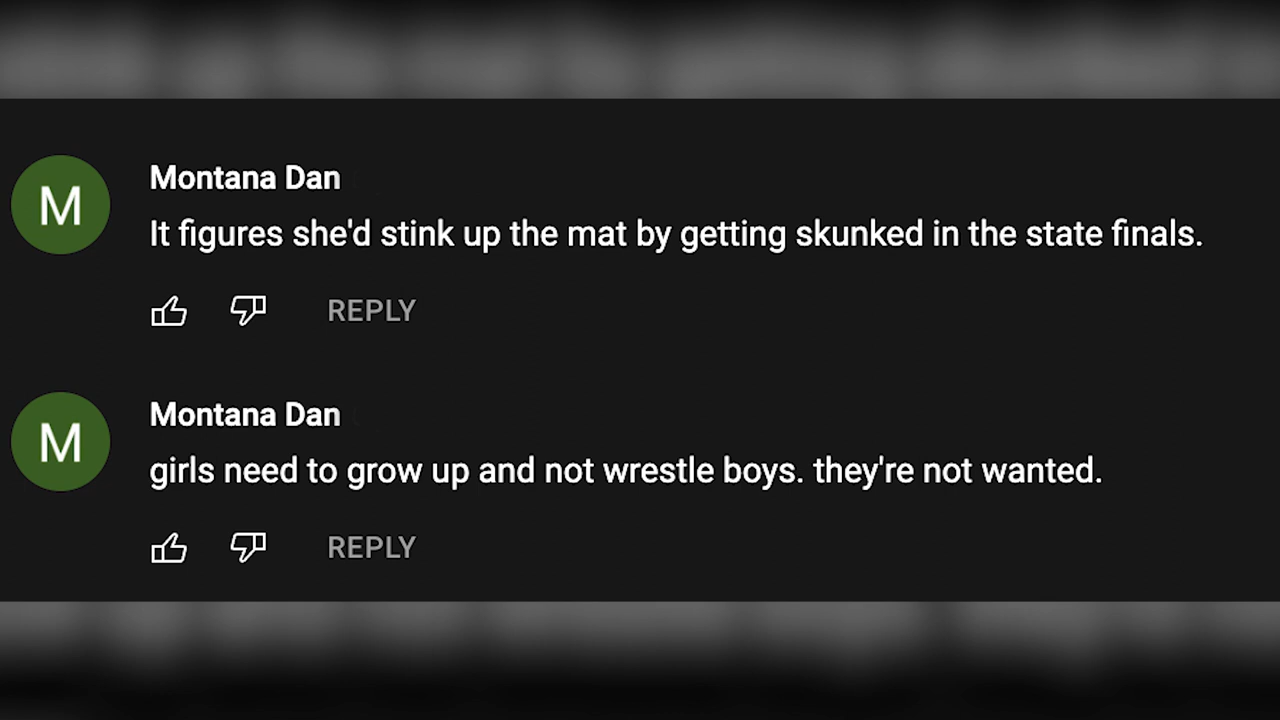 M
Montana Dan
It figures she'd stink up the mat by getting skunked in the state finals.
REPLY
M
Montana Dan
girls need to grow up and not wrestle boys. they're not wanted.
REPLY